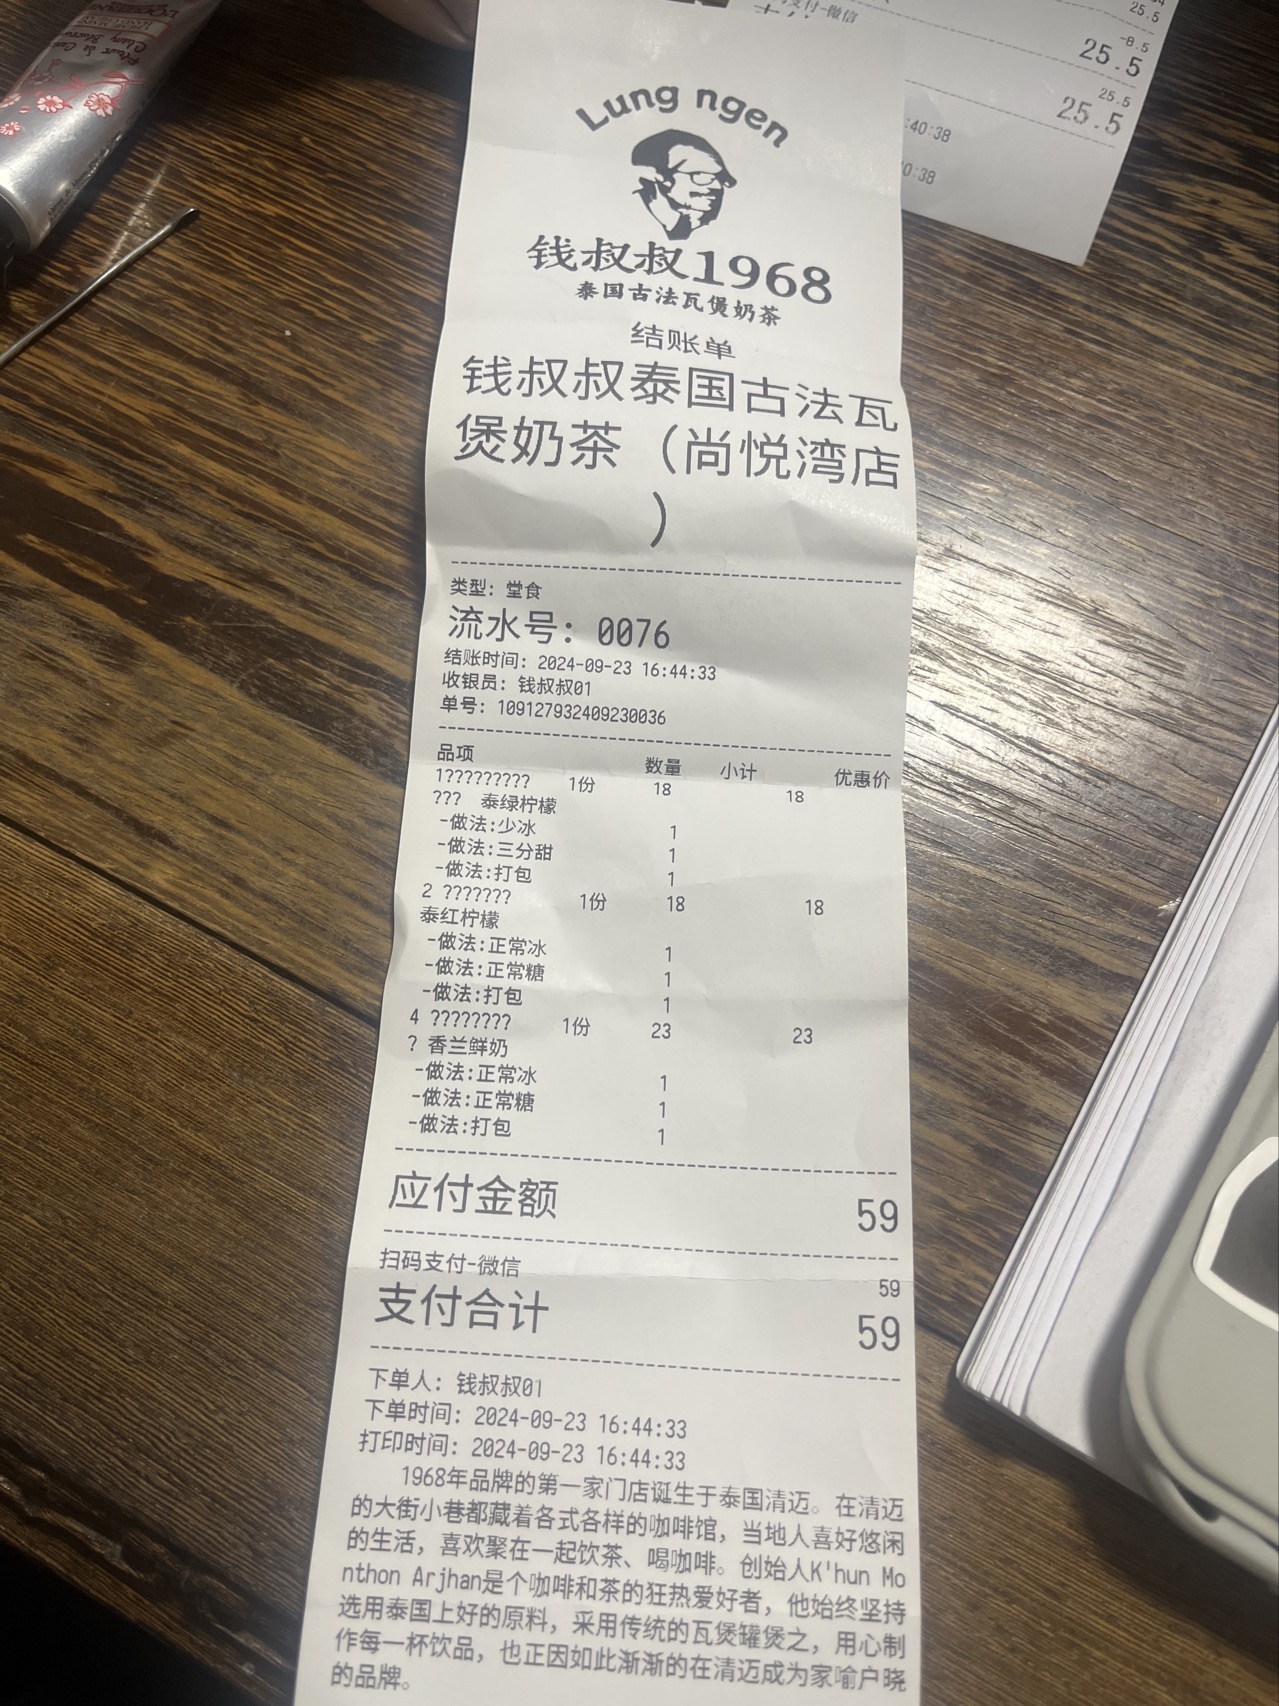 Lung ngen
钱叔叔1968
泰国古法瓦煲奶茶
结账单
钱叔叔泰国古法瓦
煲奶茶（尚悦湾店
）
类型: 堂食
流水号: 0076
结账时间: 2024-09-23 16:44:33
收银员: 钱叔叔01
单号: 109127932409230036
品项 数量 小计 优惠价
1?????????? 1份 18 18
??? 泰绿柠檬
-做法:少冰 1
-做法:三分甜 1
-做法:打包 1
2 ??????? 1份 18 18
泰红柠檬
-做法:正常冰 1
-做法:正常糖 1
-做法:打包 1
4 ???????? 1份 23 23
? 香兰鲜奶
-做法:正常冰 1
-做法:正常糖 1
-做法:打包 1
应付金额 59
扫码支付-微信 59
支付合计 59
下单人: 钱叔叔01
下单时间: 2024-09-23 16:44:33
打印时间: 2024-09-23 16:44:33
1968年品牌的第一家门店诞生于泰国清迈。在清迈
的大街小巷都藏着各式各样的咖啡馆，当地人喜好悠闲
的生活，喜欢聚在一起饮茶、喝咖啡。创始人K'hun Mo
nthon Arjhan是个咖啡和茶的狂热爱好者，他始终坚持
选用泰国上好的原料，采用传统的瓦煲罐煲之，用心制
作每一杯饮品，也正因如此渐渐的在清迈成为家喻户晓
的品牌。
25.5
支付-微信
-8.5
25.5
25.5
25.5
:40:38
0:38